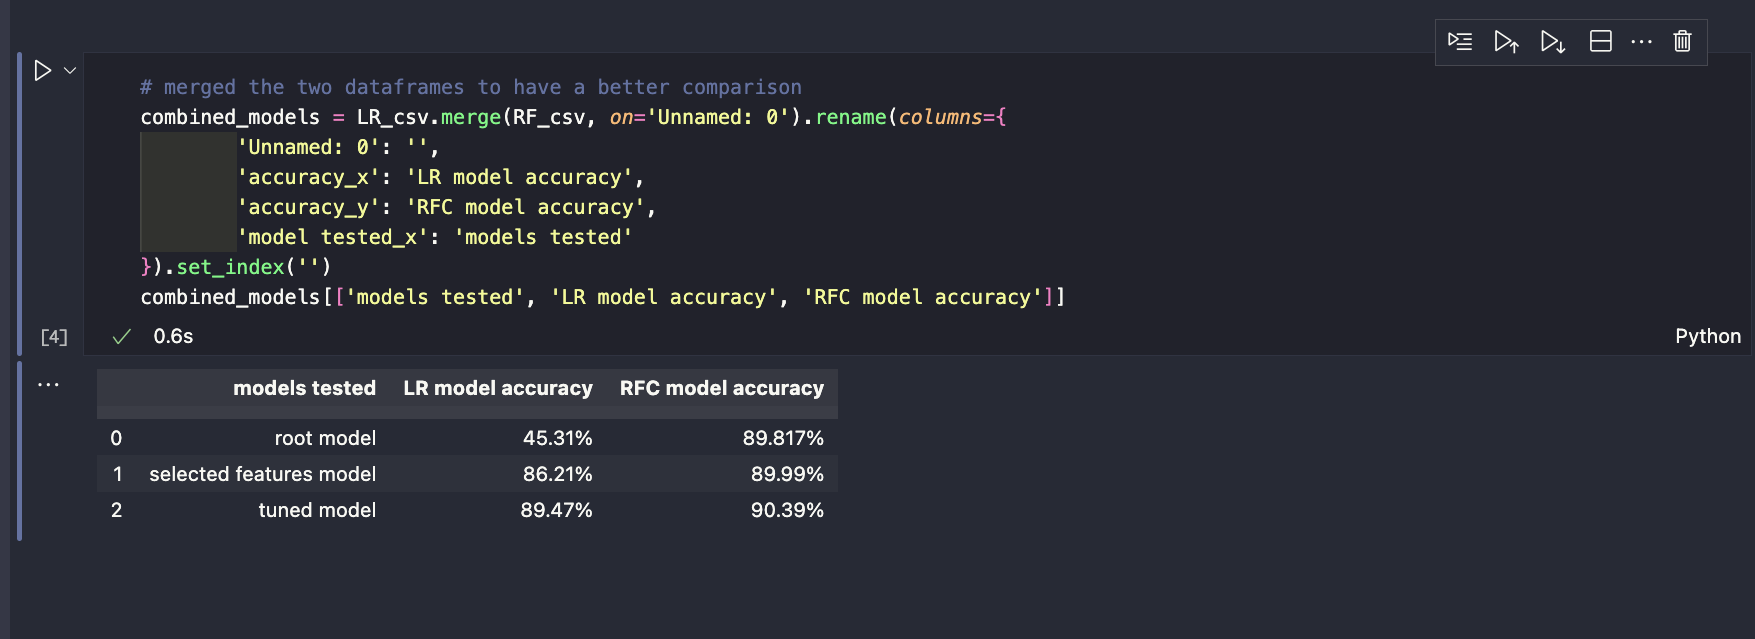 # merged the two dataframes to have a better comparison
combined_models = LR_csv.merge(RF_csv, on='Unnamed: 0').rename(columns={
        'Unnamed: 0': '',
        'accuracy_x': 'LR model accuracy',
        'accuracy_y': 'RFC model accuracy',
        'model tested_x': 'models tested'
}).set_index('')
combined_models[['models tested', 'LR model accuracy', 'RFC model accuracy']]
[4] 0.6s Python
models tested LR model accuracy RFC model accuracy
0 root model 45.31% 89.817%
1 selected features model 86.21% 89.99%
2 tuned model 89.47% 90.39%